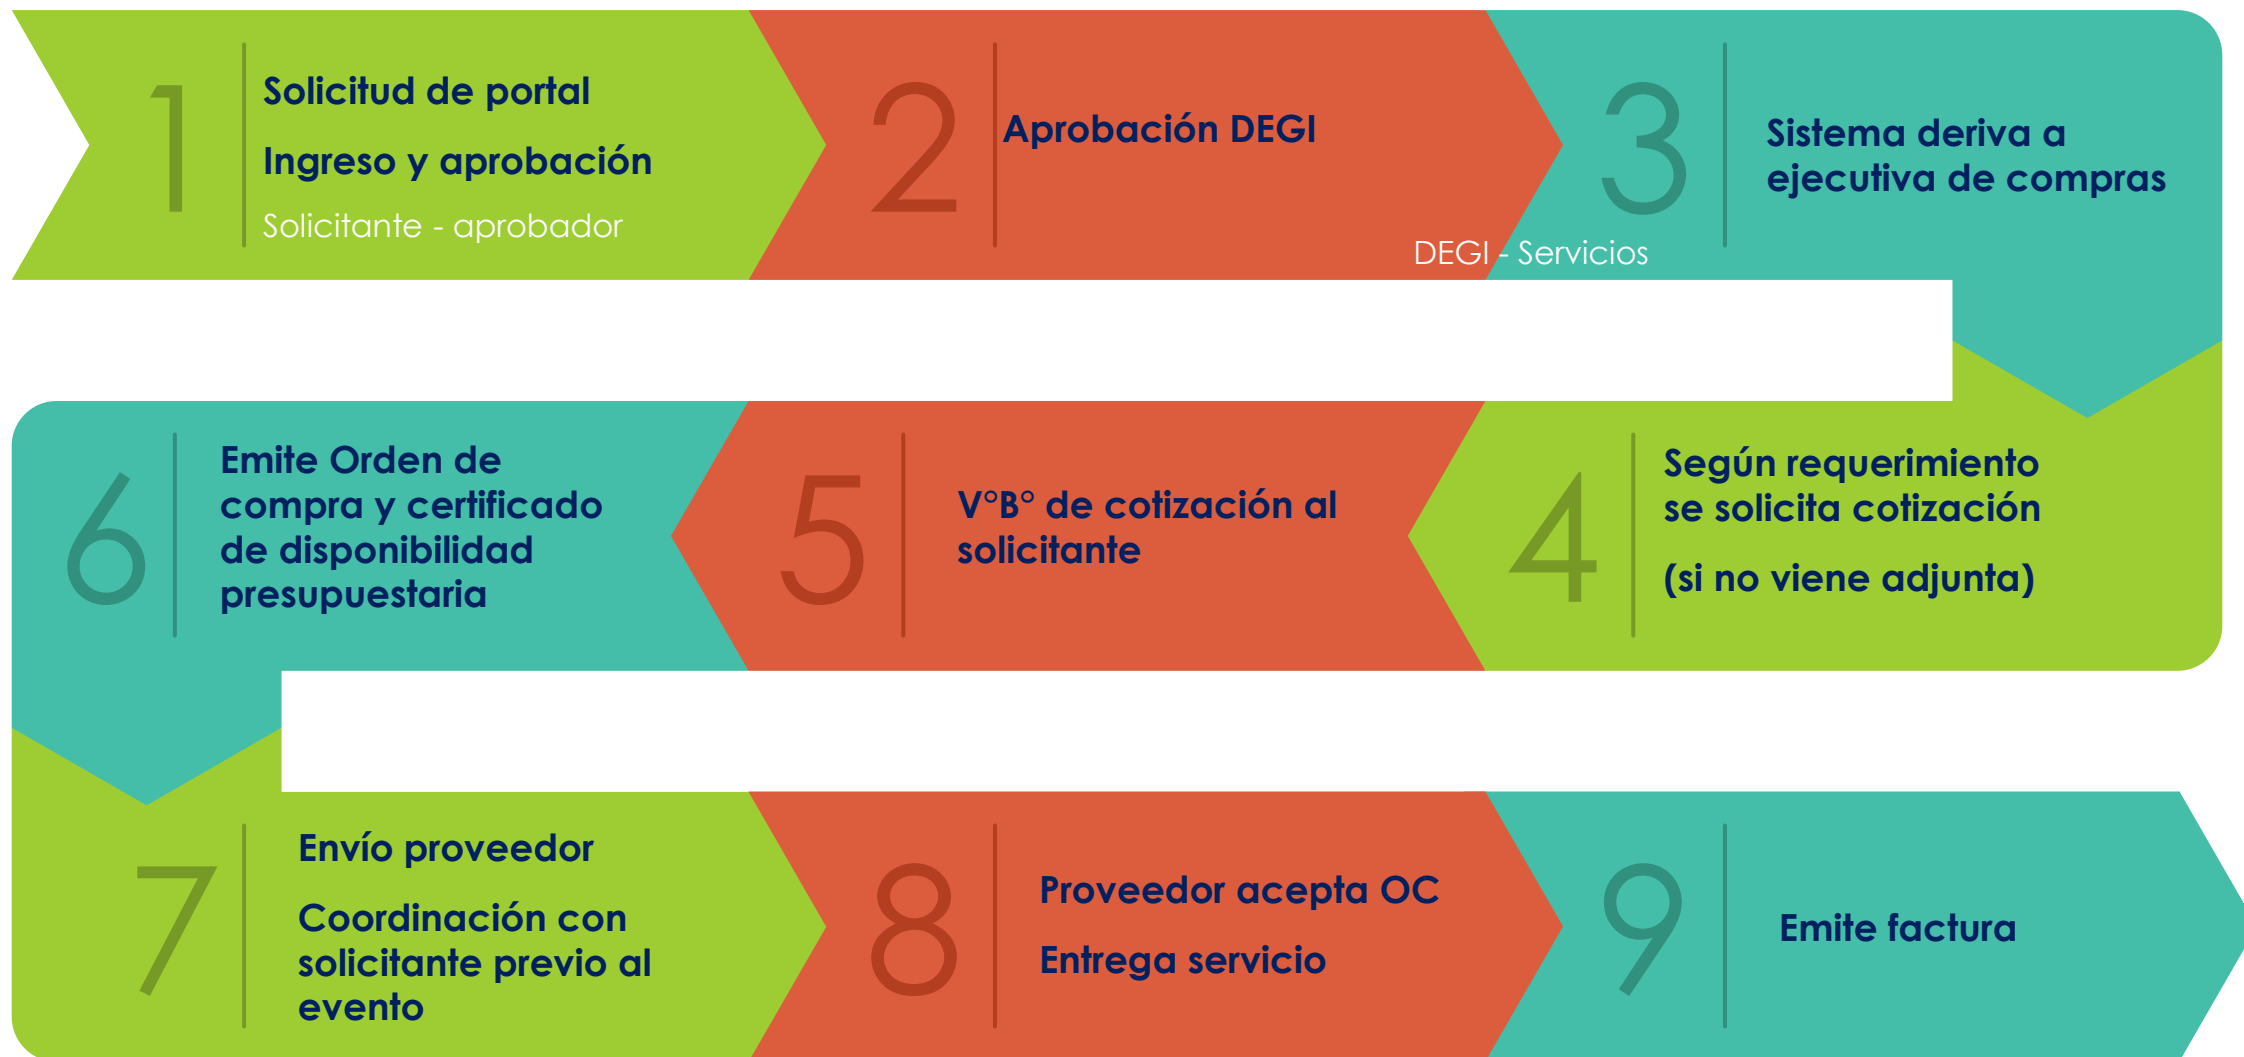 1
Solicitud de portal
Ingreso y aprobación
Solicitante - aprobador
2
Aprobación DEGI
DEGI - Servicios
3
Sistema deriva a
ejecutiva de compras
4
Según requerimiento
se solicita cotización
(si no viene adjunta)
5
V°B° de cotización al
solicitante
6
Emite Orden de
compra y certificado
de disponibilidad
presupuestaria
7
Envío proveedor
Coordinación con
solicitante previo al
evento
8
Proveedor acepta OC
Entrega servicio
9
Emite factura